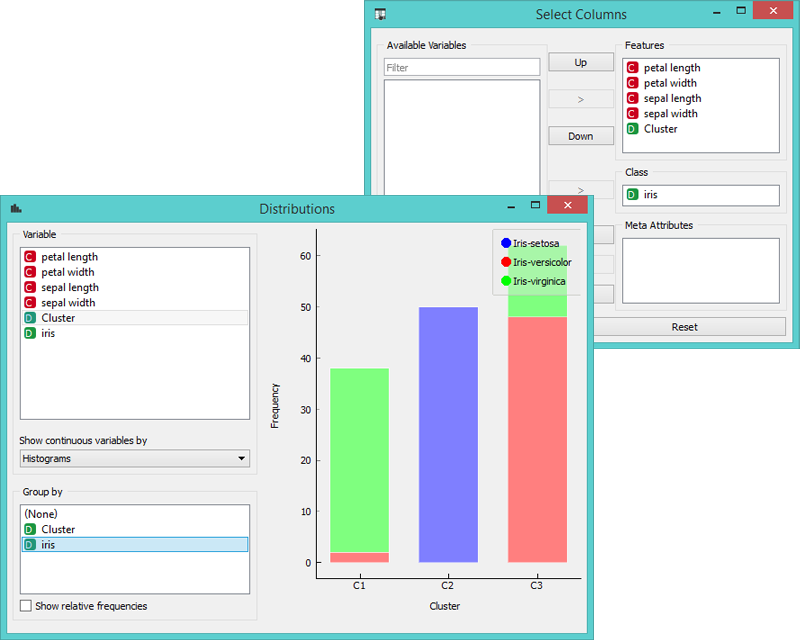 Select Columns
Available Variables
Filter
Up
>
Down
>
Features
C petal length
C petal width
C sepal length
C sepal width
D Cluster
Class
D iris
Meta Attributes
Reset
Distributions
Variable
C petal length
C petal width
C sepal length
C sepal width
D Cluster
D iris
Show continuous variables by
Histograms
Group by
(None)
D Cluster
D iris
Show relative frequencies
Iris-setosa
Iris-versicolor
Iris-virginica
Frequency
60
50
40
30
20
10
0
C1 C2 C3
Cluster